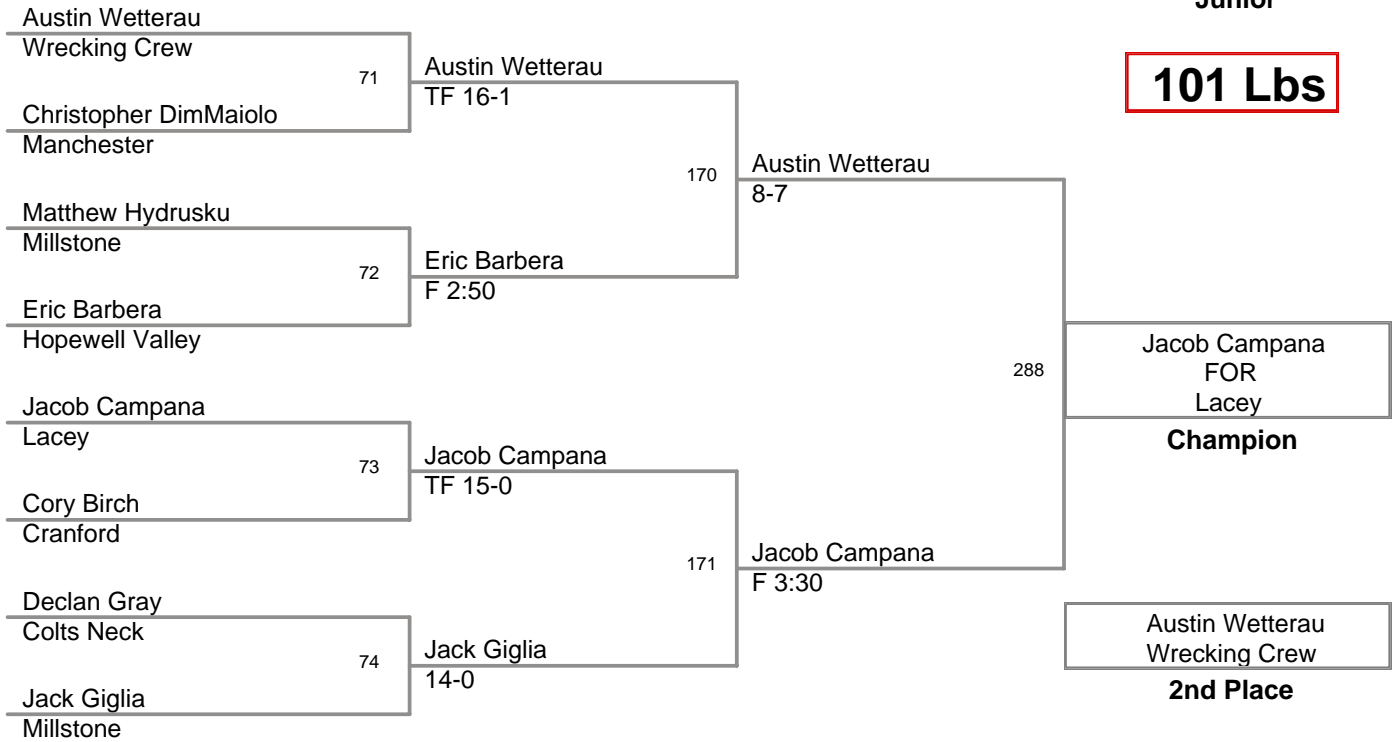 Junior
101 Lbs
Austin Wetterau
Wrecking Crew
71
Christopher DimMaiolo
Manchester
Austin Wetterau
TF 16-1
Matthew Hydrusku
Millstone
72
Eric Barbera
Hopewell Valley
Eric Barbera
F 2:50
170
Austin Wetterau
8-7
Jacob Campana
Lacey
73
Cory Birch
Cranford
Jacob Campana
TF 15-0
Declan Gray
Colts Neck
74
Jack Giglia
Millstone
Jack Giglia
14-0
171
Jacob Campana
F 3:30
288
Jacob Campana
FOR
Lacey
Champion
Austin Wetterau
Wrecking Crew
2nd Place